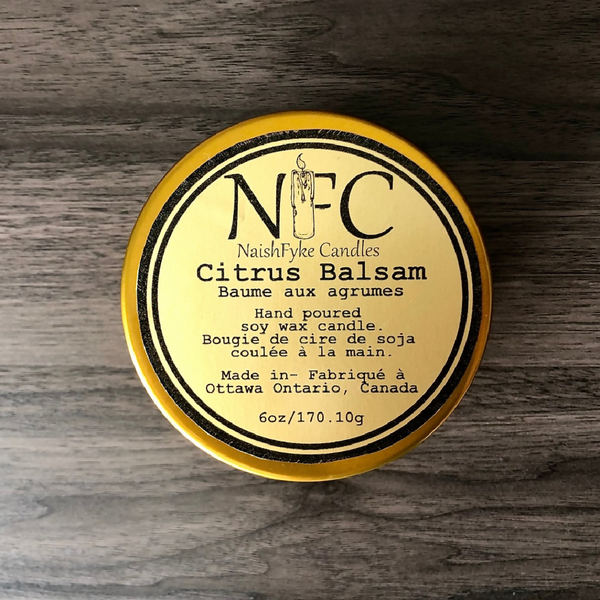 NFC
NaishFyke Candles
Citrus Balsam
Baume aux agrumes
Hand poured
soy wax candle.
Bougie de cire de soja
coulée à la main.
Made in- Fabriqué à
Ottawa Ontario, Canada
6oz/170.10g